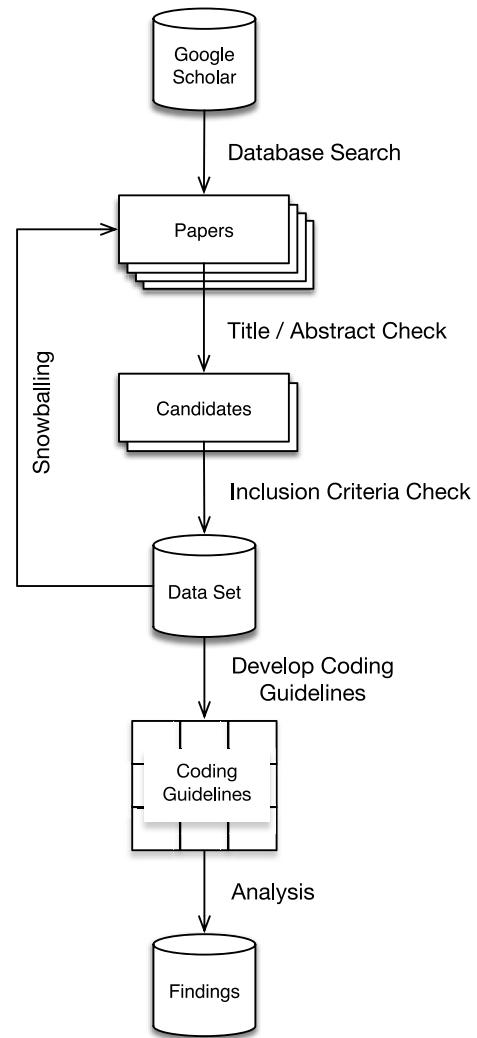 Google
Scholar
Database Search
Papers
Title / Abstract Check
Candidates
Snowballing
Inclusion Criteria Check
Data Set
Develop Coding
Guidelines
Coding
Guidelines
Analysis
Findings